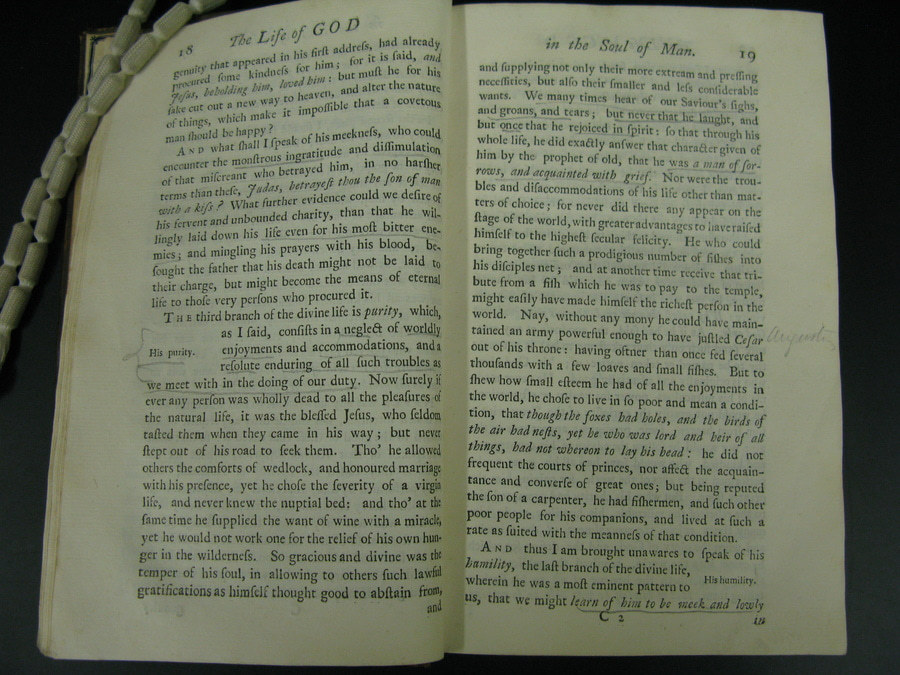 18
The Life of GOD
genuity that appeared in his firſt addreſs, had already
procured ſome kindneſs for him; for it is ſaid, and
Jeſus, beholding him, loved him: but muſt he for his
ſake cut out a new way to heaven, and alter the nature
of things, which make it impoſſible that a covetous
man ſhould be happy?
AND what ſhall I ſpeak of his meekneſs, who could
encounter the monſtrous ingratitude and diſſimulation
of that miſcreant who betrayed him, in no harſher
terms than theſe, Judas, betrayeſt thou the ſon of man
with a kiſs? What further evidence could we deſire of
his fervent and unbounded charity, than that he wil-
lingly laid down his life even for his moſt bitter ene-
mies; and mingling his prayers with his blood, be-
ſought the father that his death might not be laid to
their charge, but might become the means of eternal
life to thoſe very perſons who procured it.
THE third branch of the divine life is purity, which,
as I ſaid, conſiſts in a neglect of worldly
His purity.
enjoyments and accommodations, and a
reſolute enduring of all ſuch troubles as
we meet with in the doing of our duty. Now ſurely if
ever any perſon was wholly dead to all the pleaſures of
the natural life, it was the bleſſed Jeſus, who ſeldom
taſted them when they came in his way; but never
ſtept out of his road to ſeek them. Tho' he allowed
others the comforts of wedlock, and honoured marriage
with his preſence, yet he choſe the ſeverity of a virgin
life, and never knew the nuptial bed: and tho' at the
ſame time he ſupplied the want of wine with a miracle,
yet he would not work one for the relief of his own hun-
ger in the wilderneſs. So gracious and divine was the
temper of his ſoul, in allowing to others ſuch lawful
gratifications as himſelf thought good to abſtain from,
and
in the Soul of Man.
19
and ſupplying not only their more extream and preſſing
neceſſities, but alſo their ſmaller and leſs conſiderable
wants. We many times hear of our Saviour's ſighs,
and groans, and tears; but never that he laught, and
but once that he rejoiced in ſpirit: ſo that through his
whole life, he did exactly anſwer that character given of
him by the prophet of old, that he was a man of ſor-
rows, and acquainted with grief. Nor were the trou-
bles and diſaccommodations of his life other than mat-
ters of choice; for never did there any appear on the
ſtage of the world, with greater advantages to have raiſed
himſelf to the higheſt ſecular felicity. He who could
bring together ſuch a prodigious number of fiſhes into
his diſciples net; and at another time receive that tri-
bute from a fiſh which he was to pay to the temple,
might eaſily have made himſelf the richeſt perſon in the
world. Nay, without any mony he could have main-
tained an army powerful enough to have juſtled Ceſar
Augustus
out of his throne: having oftner than once fed ſeveral
thouſands with a few loaves and ſmall fiſhes. But to
ſhew how ſmall eſteem he had of all the enjoyments in
the world, he choſe to live in ſo poor and mean a condi-
tion, that though the foxes had holes, and the birds of
the air had neſts, yet he who was lord and heir of all
things, had not whereon to lay his head: he did not
frequent the courts of princes, nor affect the acquain-
tance and converſe of great ones; but being reputed
the ſon of a carpenter, he had fiſhermen, and ſuch other
poor people for his companions, and lived at ſuch a
rate as ſuited with the meanneſs of that condition.
AND thus I am brought unawares to ſpeak of his
humility, the laſt branch of the divine life,
His humility.
wherein he was a moſt eminent pattern to
us, that we might learn of him to be meek and lowly
C 2
in